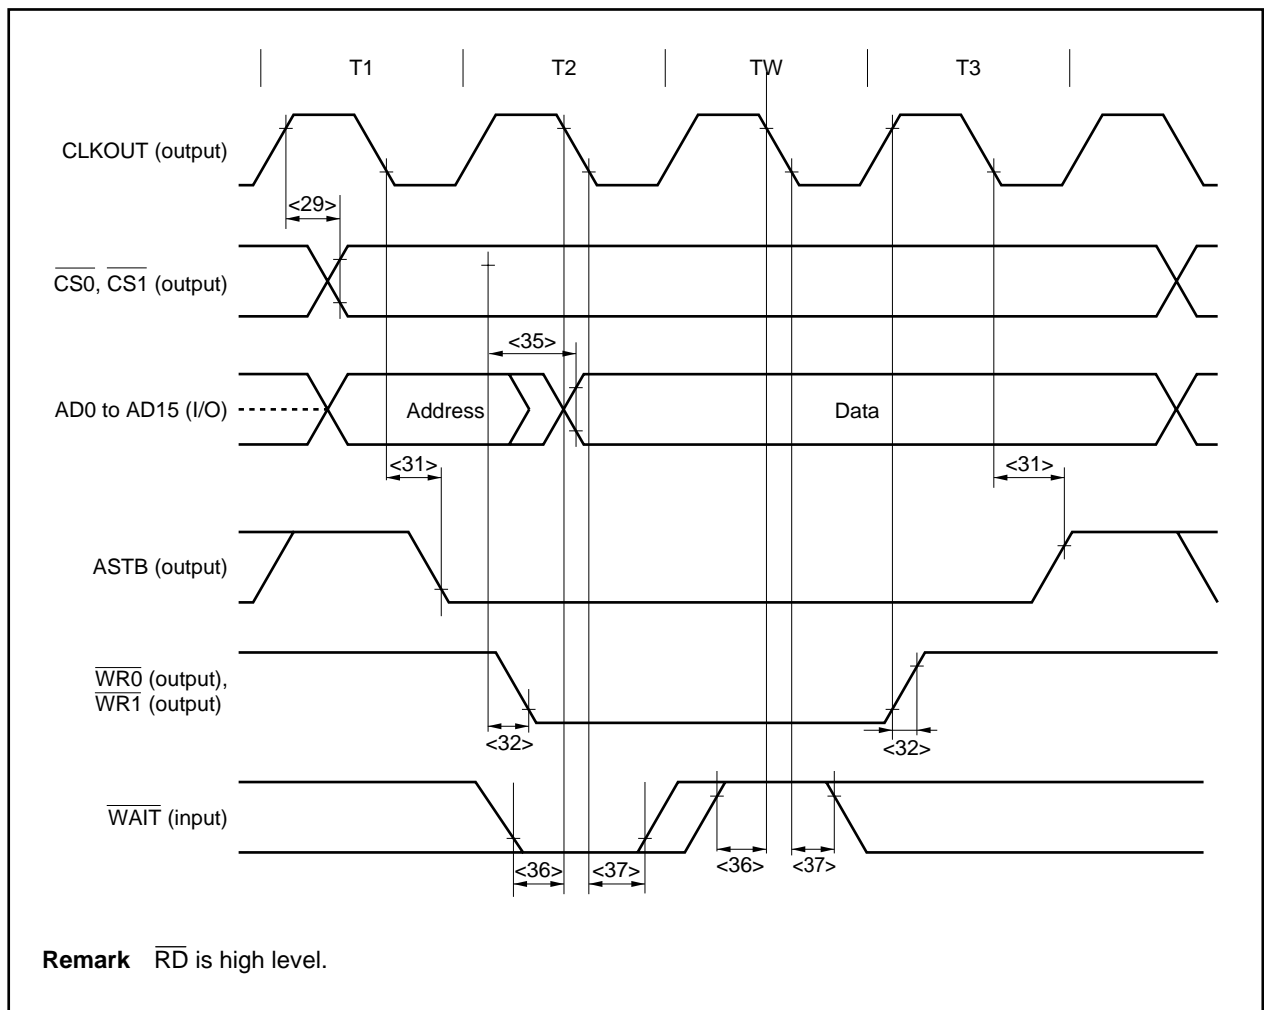 T1 T2 TW T3
CLKOUT (output)
<29>
CS0, CS1 (output)
<35>
AD0 to AD15 (I/O) Address Data
<31> <31>
ASTB (output)
WR0 (output),
WR1 (output)
<32> <32>
WAIT (input)
<36> <37> <36> <37>
Remark RD is high level.